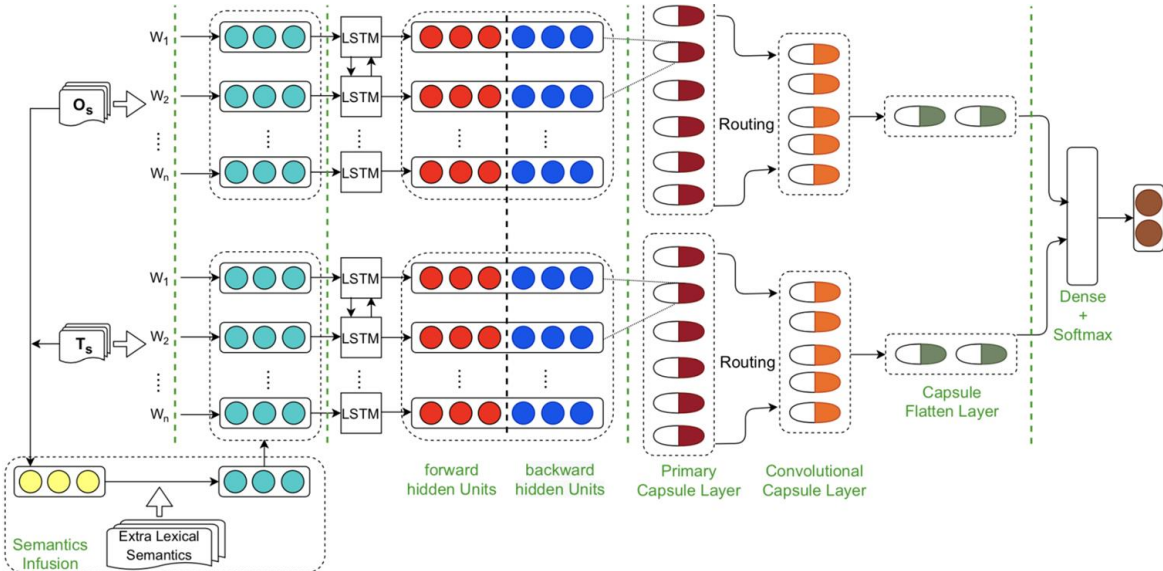 W1
W2
Wn
Os
LSTM
LSTM
LSTM
Routing
W1
W2
Wn
Ts
LSTM
LSTM
LSTM
Routing
Dense
+
Softmax
Capsule
Flatten Layer
forward
hidden Units
backward
hidden Units
Primary
Capsule Layer
Convolutional
Capsule Layer
Extra Lexical
Semantics
Semantics
Infusion